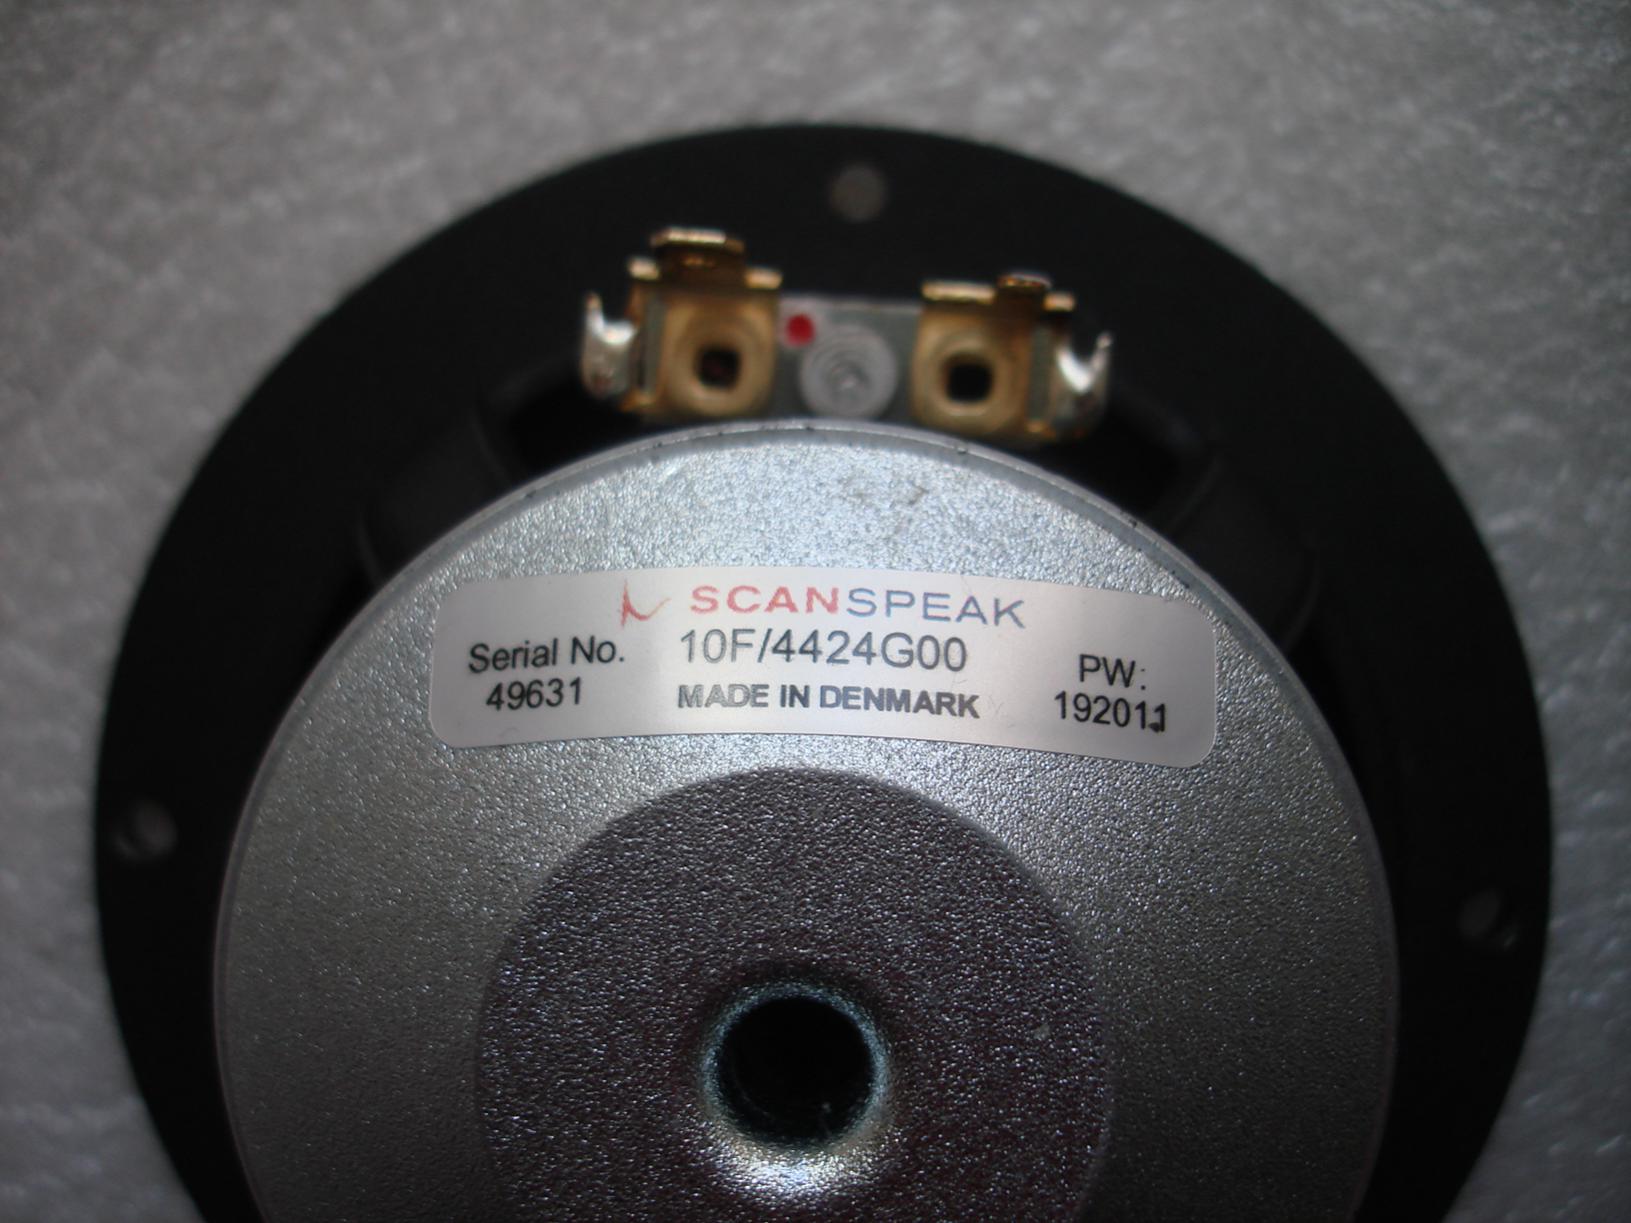 SCANSPEAK
10F/4424G00
MADE IN DENMARK
Serial No.
49631
PW:
192011